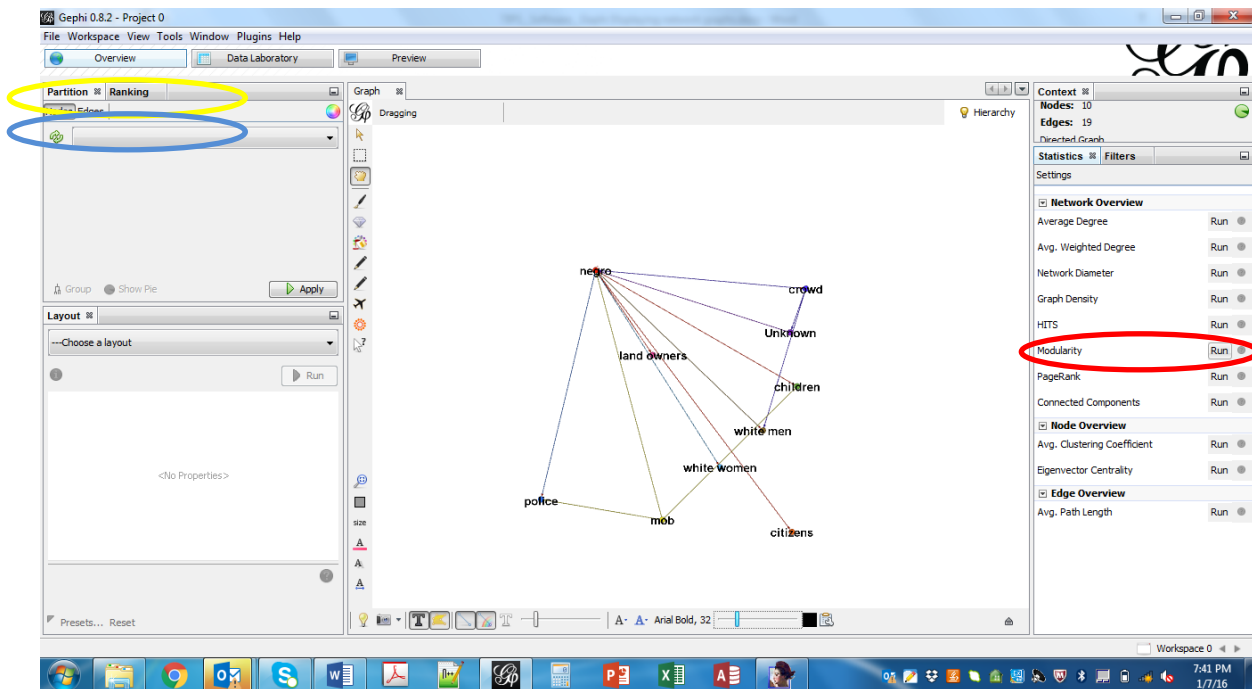 Gephi 0.8.2 - Project 0
File Workspace View Tools Window Plugins Help
Overview Data Laboratory Preview
Partition Ranking
Edges
Group Show Pie Apply
Layout
---Choose a layout
Run
<No Properties>
Presets... Reset
Graph
Dragging
Hierarchy
negro
crowd
Unknown
land owners
children
white men
white women
police
mob
citizens
size
A
A
A
T T A- A- Arial Bold, 32
Context
Nodes: 10
Edges: 19
Directed Graph
Statistics Filters
Settings
Network Overview
Average Degree Run
Avg. Weighted Degree Run
Network Diameter Run
Graph Density Run
HITS Run
Modularity Run
PageRank Run
Connected Components Run
Node Overview
Avg. Clustering Coefficient Run
Eigenvector Centrality Run
Edge Overview
Avg. Path Length Run
Workspace 0
7:41 PM
1/7/16